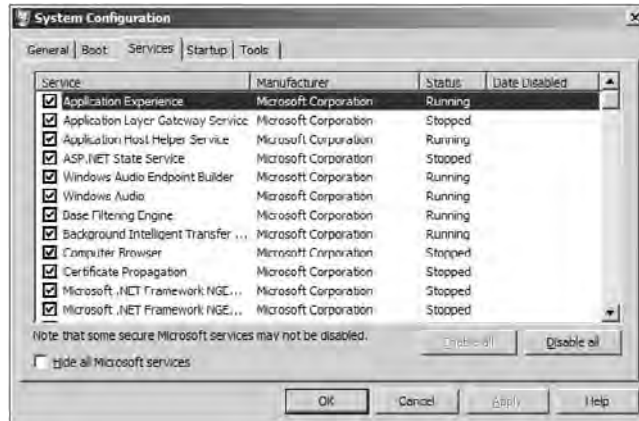 System Configuration
General Boot Services Startup Tools
Service Manufacturer Status Date Disabled
Application Experience Microsoft Corporation Running
Application Layer Gateway Service Microsoft Corporation Stopped
Application Host Helper Service Microsoft Corporation Running
ASP.NET State Service Microsoft Corporation Stopped
Windows Audio Endpoint Builder Microsoft Corporation Running
Windows Audio Microsoft Corporation Running
Base Filtering Engine Microsoft Corporation Running
Background Intelligent Transfer ... Microsoft Corporation Running
Computer Browser Microsoft Corporation Stopped
Certificate Propagation Microsoft Corporation Stopped
Microsoft .NET Framework NGE... Microsoft Corporation Stopped
Microsoft .NET Framework NGE... Microsoft Corporation Stopped
Note that some secure Microsoft services may not be disabled.
Enable all Disable all
Hide all Microsoft services
OK Cancel Apply Help